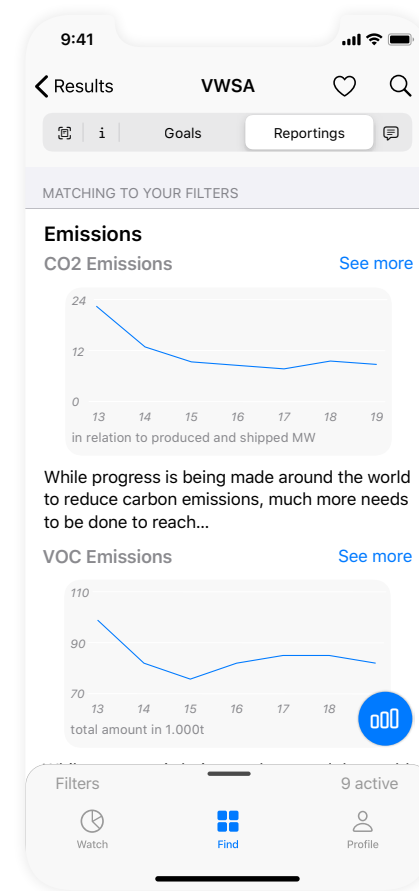 9:41
Results VWSA
i Goals Reportings
MATCHING TO YOUR FILTERS
Emissions
CO2 Emissions See more
24
12
0
13 14 15 16 17 18 19
in relation to produced and shipped MW
While progress is being made around the world
to reduce carbon emissions, much more needs
to be done to reach...
VOC Emissions See more
110
90
70
13 14 15 16 17 18
total amount in 1.000t
Filters 9 active
Watch Find Profile